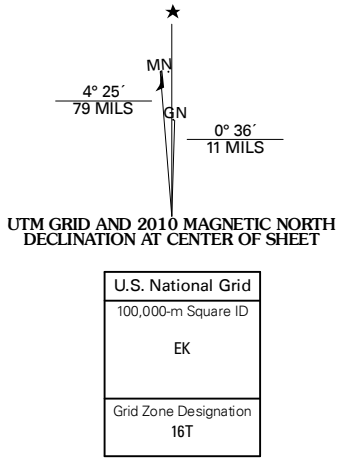 ★
MN
4° 25´
79 MILS
GN
0° 36´
11 MILS
UTM GRID AND 2010 MAGNETIC NORTH
DECLINATION AT CENTER OF SHEET
U.S. National Grid
100,000-m Square ID
EK
Grid Zone Designation
16T